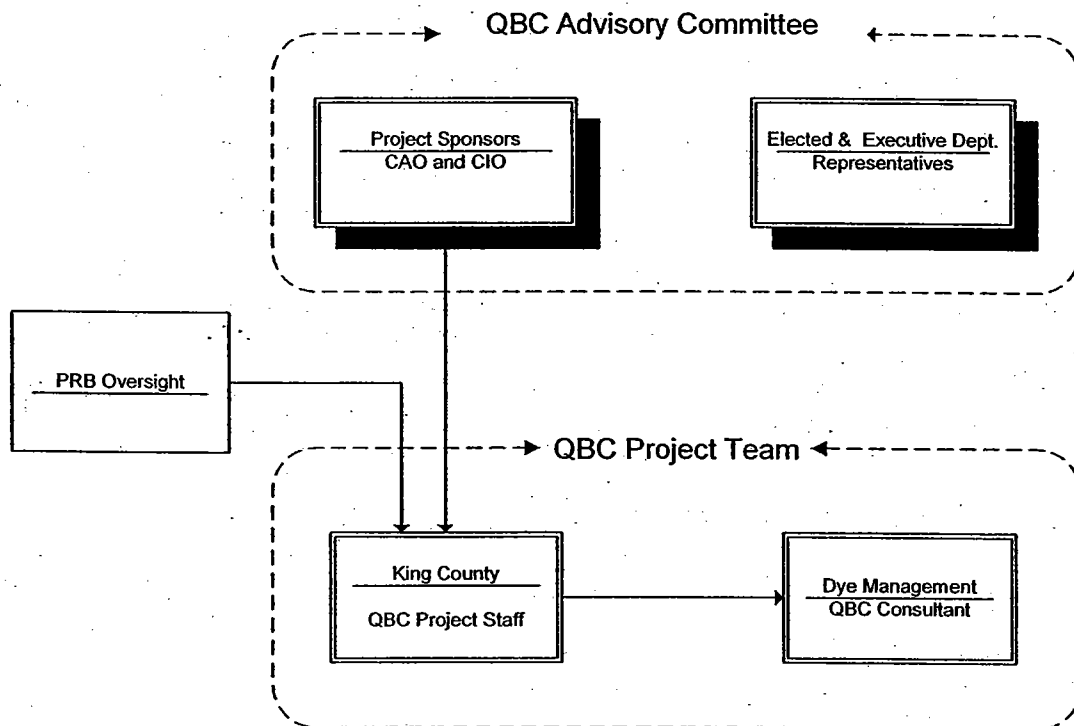 QBC Advisory Committee
Project Sponsors
CAO and CIO
Elected & Executive Dept.
Representatives
PRB Oversight
QBC Project Team
King County
QBC Project Staff
Dye Management
QBC Consultant